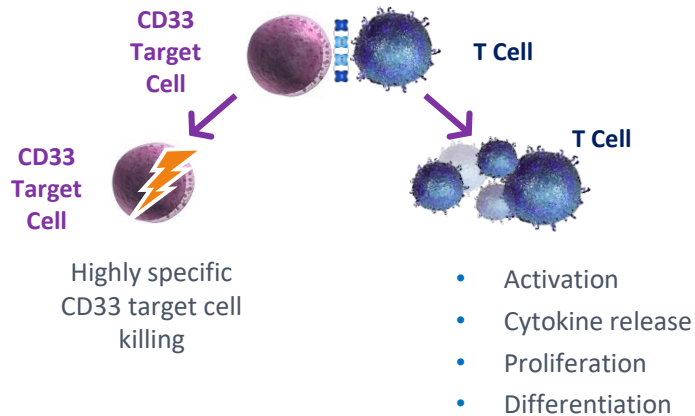 CD33
Target
Cell
T Cell
CD33
Target
Cell
T Cell
Highly specific
CD33 target cell
killing
• Activation
• Cytokine release
• Proliferation
• Differentiation